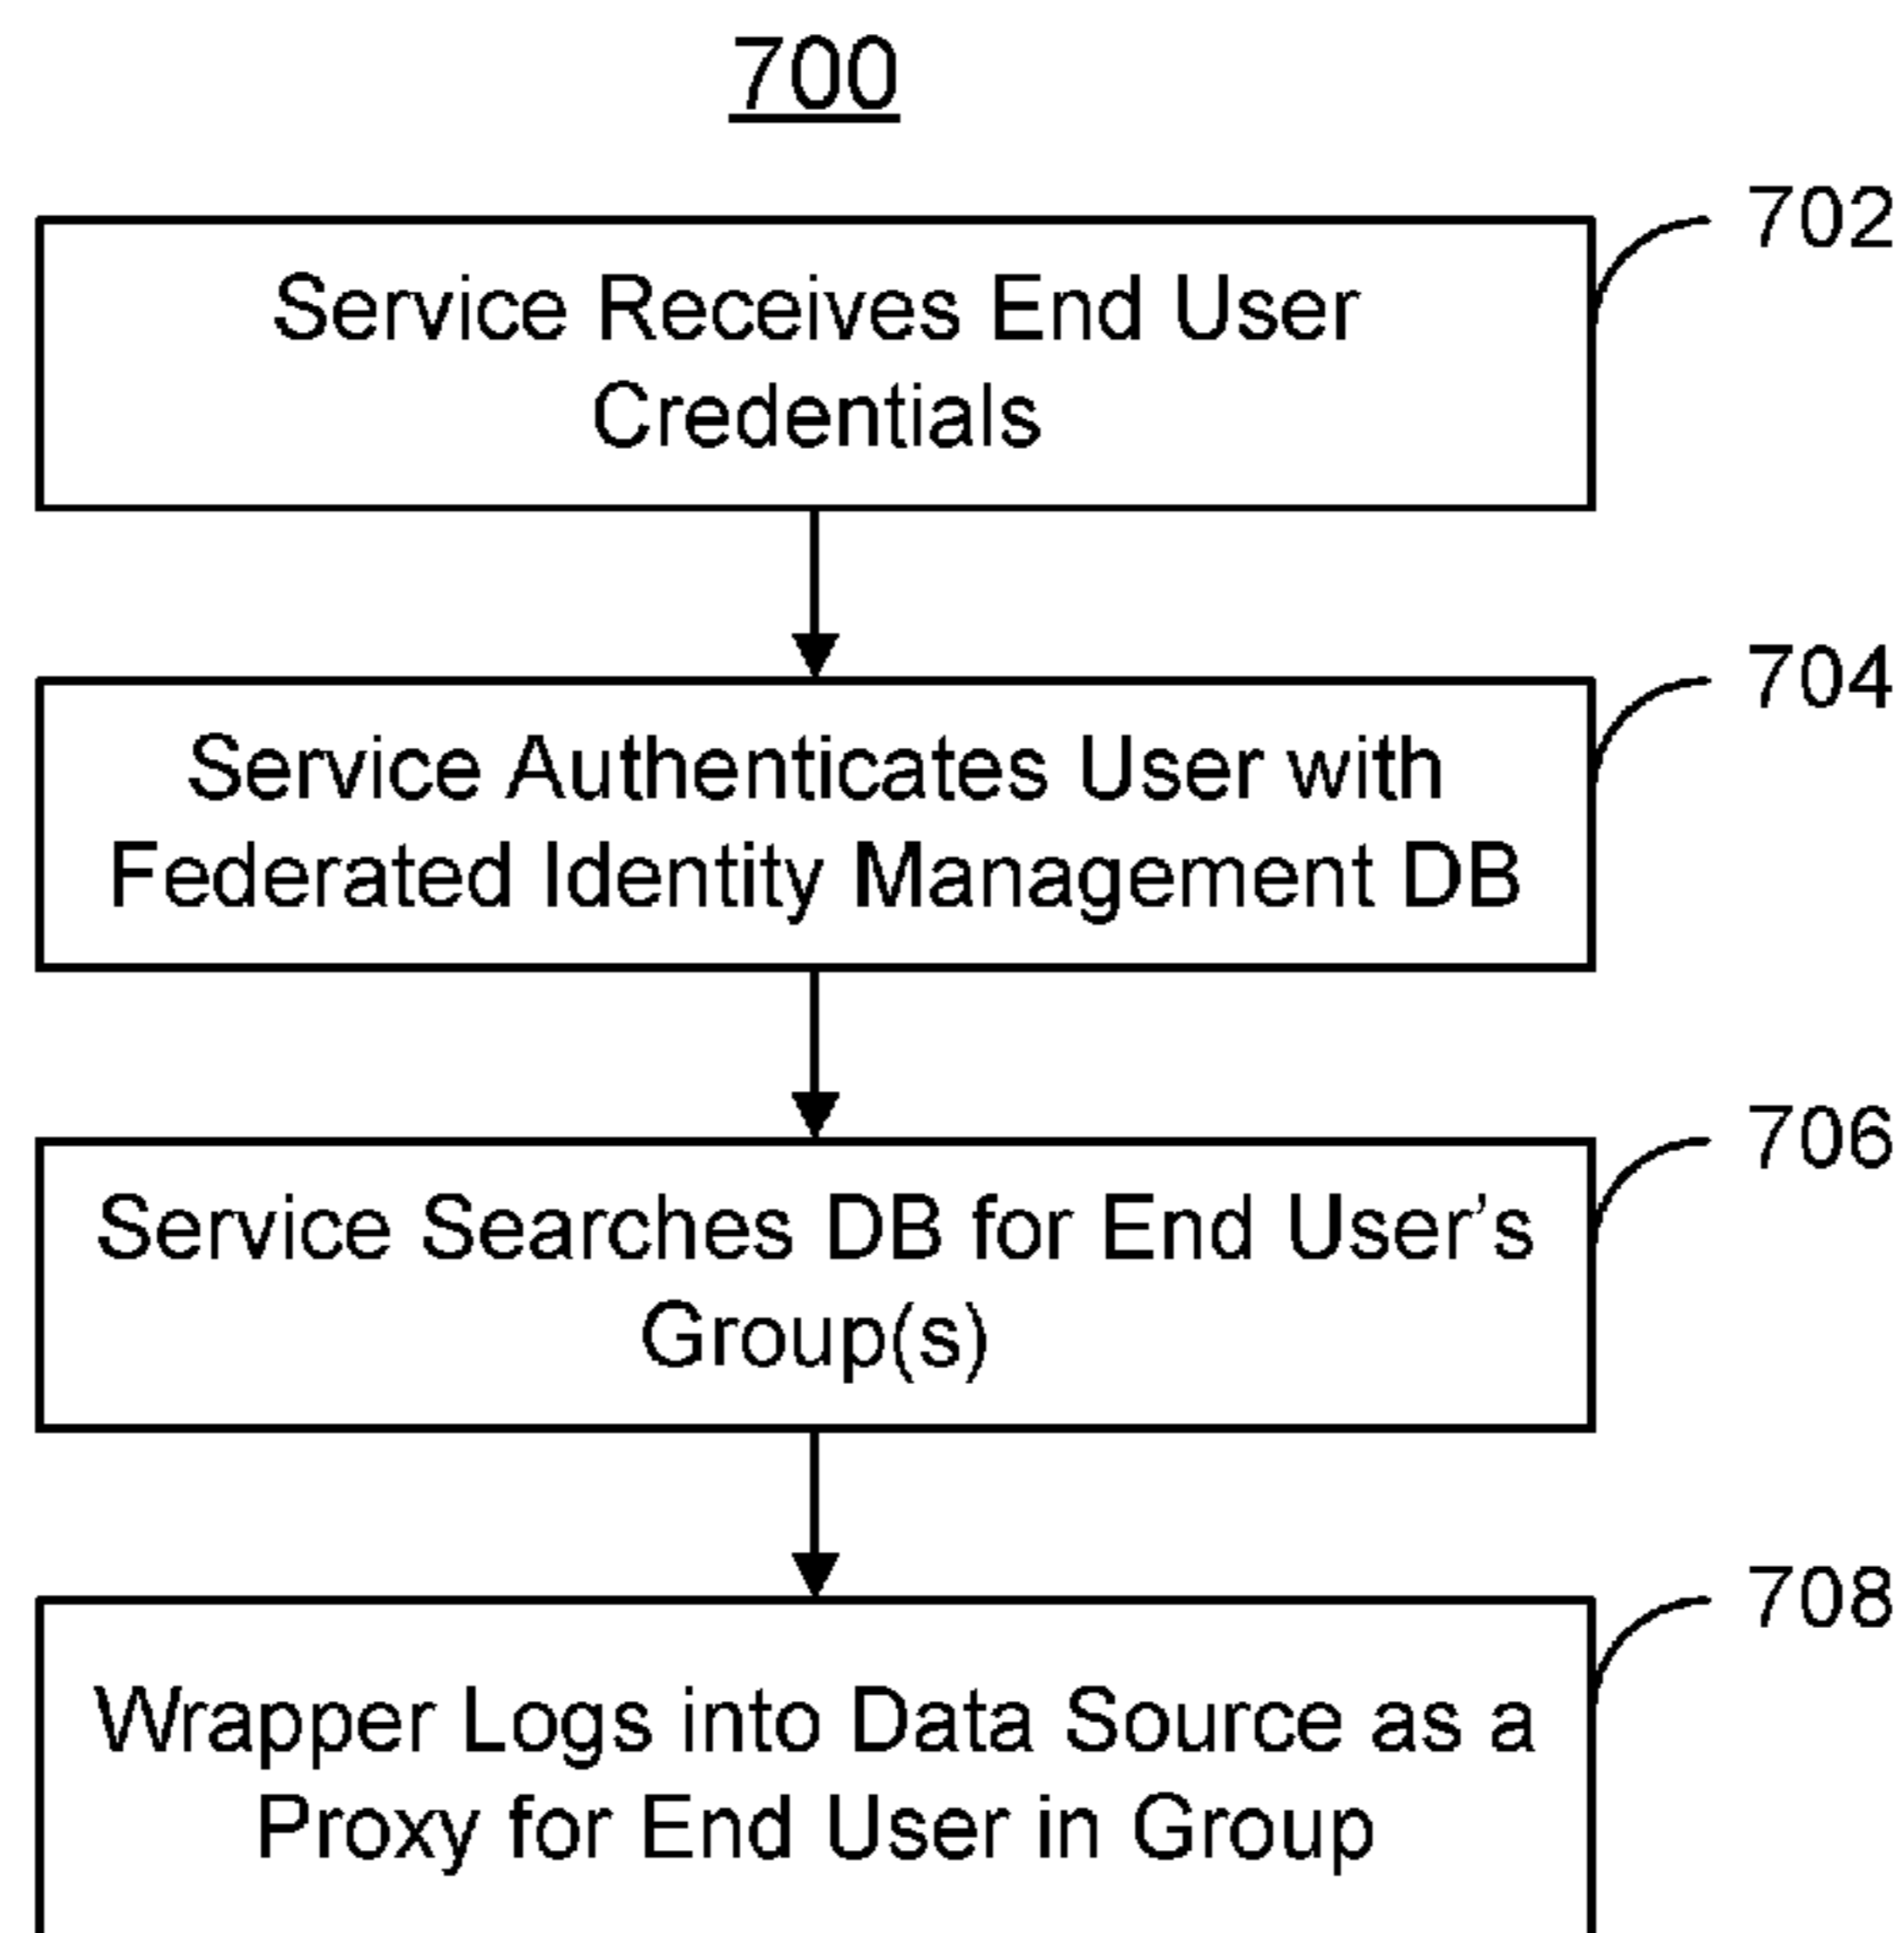 700
702
Service Receives End User
Credentials
704
Service Authenticates User with
Federated Identity Management DB
706
Service Searches DB for End User's
Group(s)
708
Wrapper Logs into Data Source as a
Proxy for End User in Group